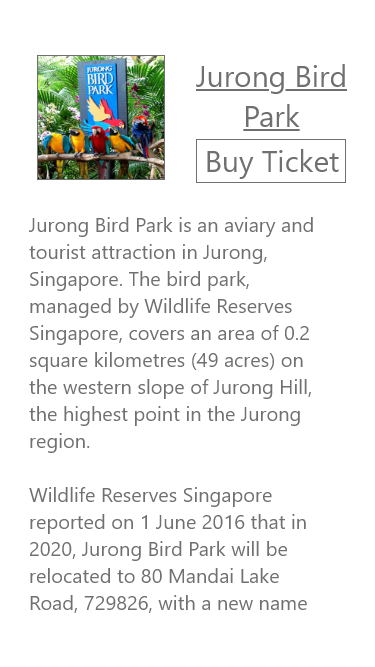 JURONG
BIRD
PARK
Jurong Bird
Park
Buy Ticket
Jurong Bird Park is an aviary and
tourist attraction in Jurong,
Singapore. The bird park,
managed by Wildlife Reserves
Singapore, covers an area of 0.2
square kilometres (49 acres) on
the western slope of Jurong Hill,
the highest point in the Jurong
region.
Wildlife Reserves Singapore
reported on 1 June 2016 that in
2020, Jurong Bird Park will be
relocated to 80 Mandai Lake
Road, 729826, with a new name